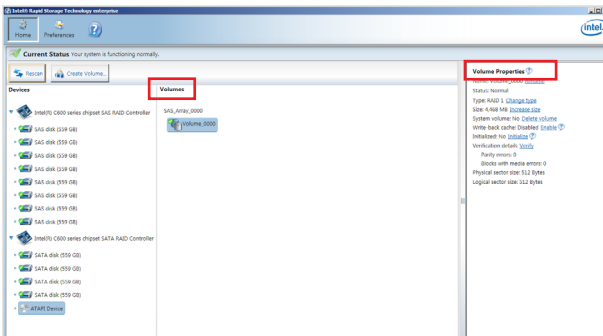 Intel® Rapid Storage Technology enterprise
Home
Preferences
intel
Current Status Your system is functioning normally.
Rescan
Create Volume...
Devices
Intel(R) C600 series chipset SAS RAID Controller
SAS disk (559 GB)
SAS disk (559 GB)
SAS disk (559 GB)
SAS disk (559 GB)
SAS disk (559 GB)
SAS disk (559 GB)
SAS disk (559 GB)
SAS disk (559 GB)
Intel(R) C600 series chipset SATA RAID Controller
SATA disk (559 GB)
SATA disk (559 GB)
SATA disk (559 GB)
SATA disk (559 GB)
ATAPI Device
Volumes
SAS_Array_0000
Volume_0000
Volume Properties
Name: Volume_0000 Rename
Status: Normal
Type: RAID 1 Change type
Size: 4,468 MB Increase size
System volume: No Delete volume
Write-back cache: Disabled Enable
Initialized: No Initialize
Verification details Verify
Parity errors: 0
Blocks with media errors: 0
Physical sector size: 512 Bytes
Logical sector size: 512 Bytes